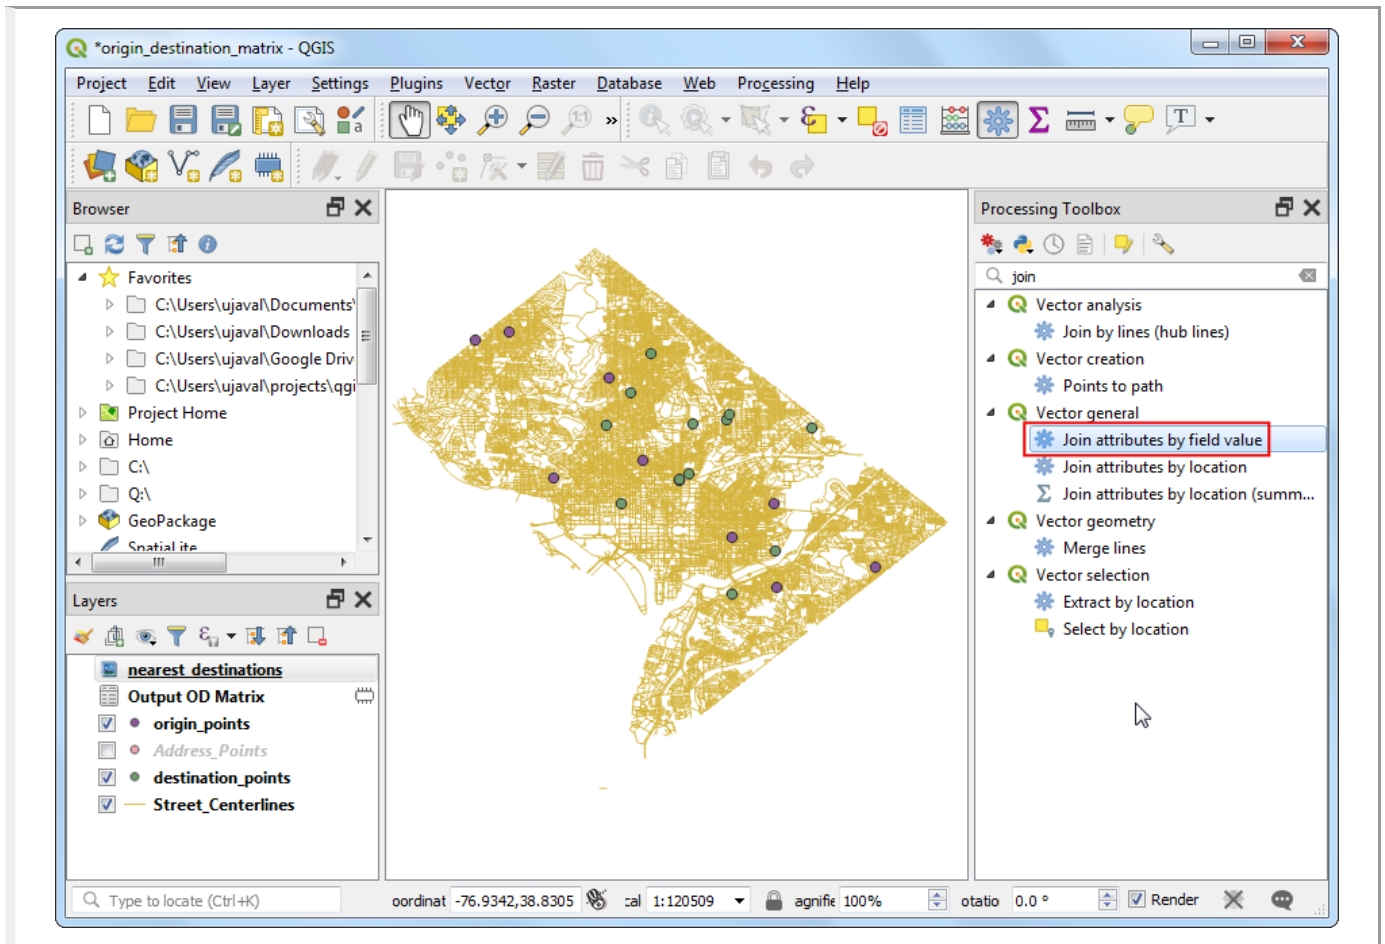 *origin_destination_matrix - QGIS
Project Edit View Layer Settings Plugins Vector Raster Database Web Processing Help
1:1 » ε Σ T
a
Browser
Favorites
C:\Users\ujaval\Documents'
C:\Users\ujaval\Downloads
C:\Users\ujaval\Google Driv
C:\Users\ujaval\projects\qgi
Project Home
Home
C:\
Q:\
GeoPackage
SpatiaLite
Layers
nearest_destinations
Output OD Matrix
origin_points
Address_Points
destination_points
Street_Centerlines
Processing Toolbox
join
Vector analysis
Join by lines (hub lines)
Vector creation
Points to path
Vector general
Join attributes by field value
Join attributes by location
Σ Join attributes by location (summ...
Vector geometry
Merge lines
Vector selection
Extract by location
Select by location
Type to locate (Ctrl+K) oordinat -76.9342,38.8305 cal 1:120509 agnifie 100% otatio 0.0 ° Render